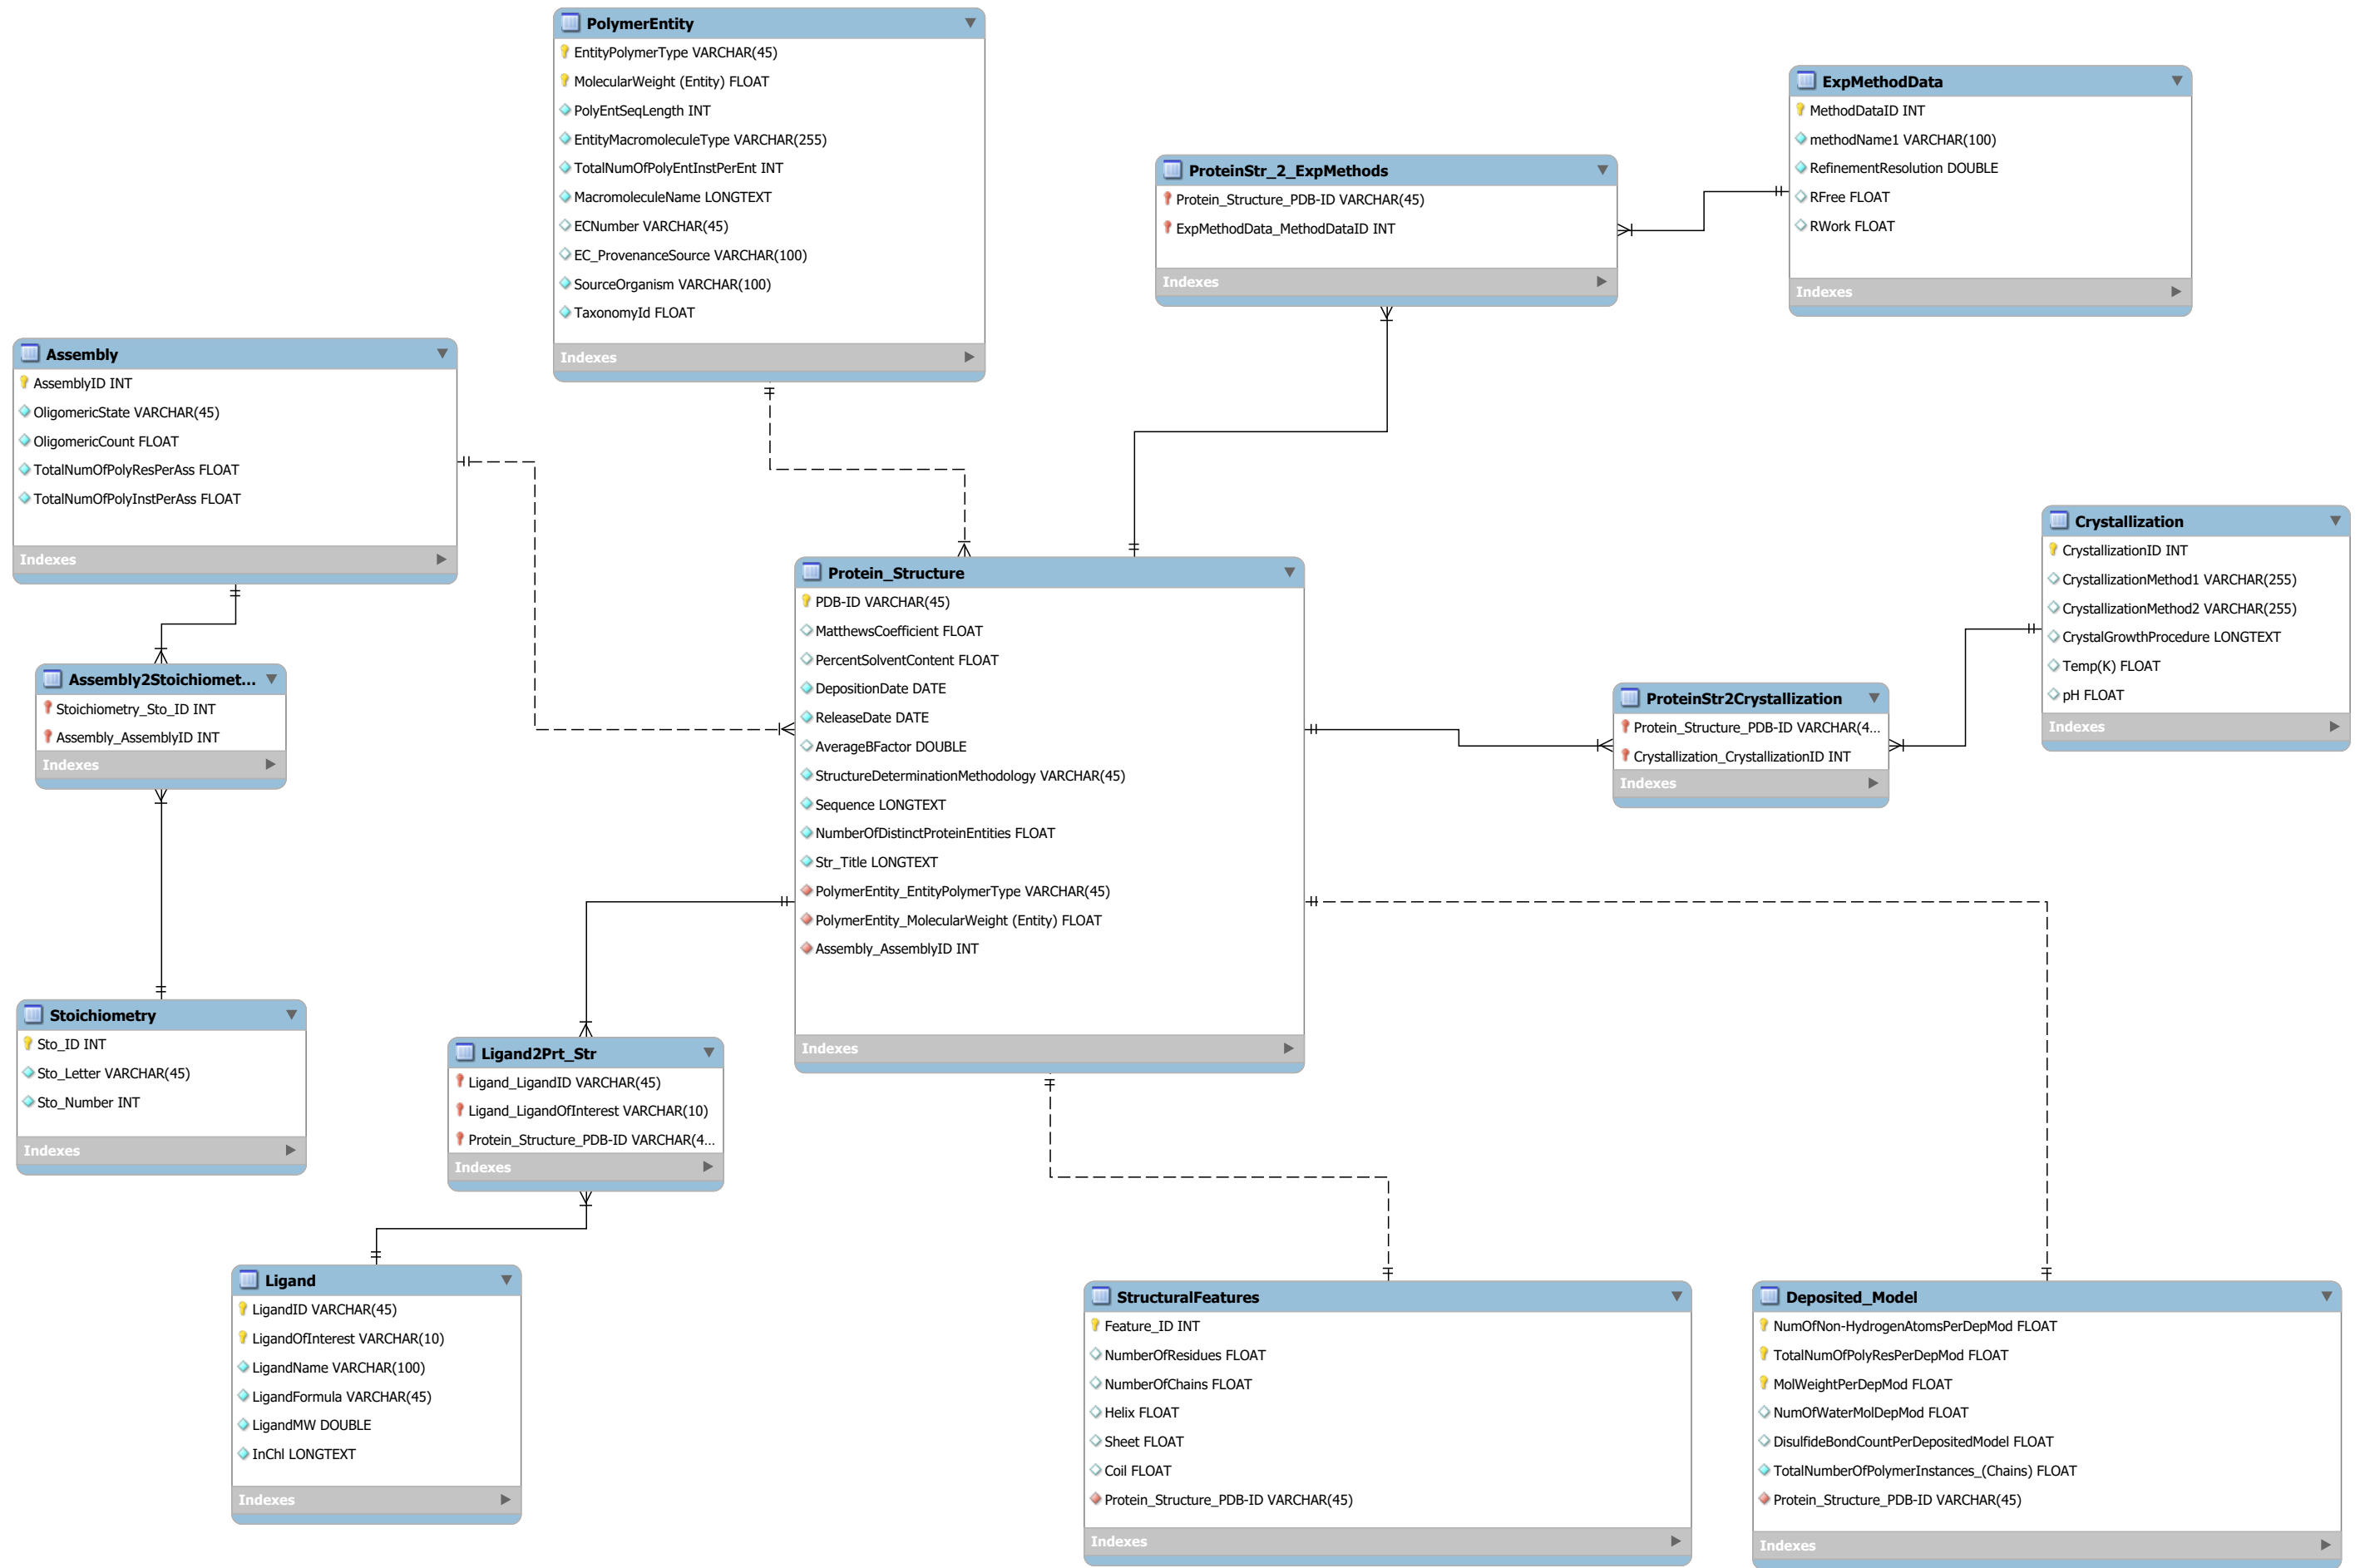 PolymerEntity
EntityPolymerType VARCHAR(45)
MolecularWeight (Entity) FLOAT
PolyEntSeqLength INT
EntityMacromoleculeType VARCHAR(255)
TotalNumOfPolyEntInstPerEnt INT
MacromoleculeName LONGTEXT
ECNumber VARCHAR(45)
EC_ProvenanceSource VARCHAR(100)
SourceOrganism VARCHAR(100)
TaxonomyId FLOAT
Indexes
ExpMethodData
MethodDataID INT
methodName1 VARCHAR(100)
RefinementResolution DOUBLE
RFree FLOAT
RWork FLOAT
Indexes
ProteinStr_2_ExpMethods
Protein_Structure_PDB-ID VARCHAR(45)
ExpMethodData_MethodDataID INT
Indexes
Assembly
AssemblyID INT
OligomericState VARCHAR(45)
OligomericCount FLOAT
TotalNumOfPolyResPerAss FLOAT
TotalNumOfPolyInstPerAss FLOAT
Indexes
Crystallization
CrystallizationID INT
CrystallizationMethod1 VARCHAR(255)
CrystallizationMethod2 VARCHAR(255)
CrystalGrowthProcedure LONGTEXT
Temp(K) FLOAT
pH FLOAT
Indexes
Protein_Structure
PDB-ID VARCHAR(45)
MatthewsCoefficient FLOAT
PercentSolventContent FLOAT
DepositionDate DATE
ReleaseDate DATE
AverageBFactor DOUBLE
StructureDeterminationMethodology VARCHAR(45)
Sequence LONGTEXT
NumberOfDistinctProteinEntities FLOAT
Str_Title LONGTEXT
PolymerEntity_EntityPolymerType VARCHAR(45)
PolymerEntity_MolecularWeight (Entity) FLOAT
Assembly_AssemblyID INT
Indexes
Assembly2Stoichiomet...
Stoichiometry_Sto_ID INT
Assembly_AssemblyID INT
Indexes
ProteinStr2Crystallization
Protein_Structure_PDB-ID VARCHAR(4...
Crystallization_CrystallizationID INT
Indexes
Stoichiometry
Sto_ID INT
Sto_Letter VARCHAR(45)
Sto_Number INT
Indexes
Ligand2Prt_Str
Ligand_LigandID VARCHAR(45)
Ligand_LigandOfInterest VARCHAR(10)
Protein_Structure_PDB-ID VARCHAR(4...
Indexes
Ligand
LigandID VARCHAR(45)
LigandOfInterest VARCHAR(10)
LigandName VARCHAR(100)
LigandFormula VARCHAR(45)
LigandMW DOUBLE
InChl LONGTEXT
Indexes
StructuralFeatures
Feature_ID INT
NumberOfResidues FLOAT
NumberOfChains FLOAT
Helix FLOAT
Sheet FLOAT
Coil FLOAT
Protein_Structure_PDB-ID VARCHAR(45)
Indexes
Deposited_Model
NumOfNon-HydrogenAtomsPerDepMod FLOAT
TotalNumOfPolyResPerDepMod FLOAT
MolWeightPerDepMod FLOAT
NumOfWaterMolDepMod FLOAT
DisulfideBondCountPerDepositedModel FLOAT
TotalNumberOfPolymerInstances_(Chains) FLOAT
Protein_Structure_PDB-ID VARCHAR(45)
Indexes